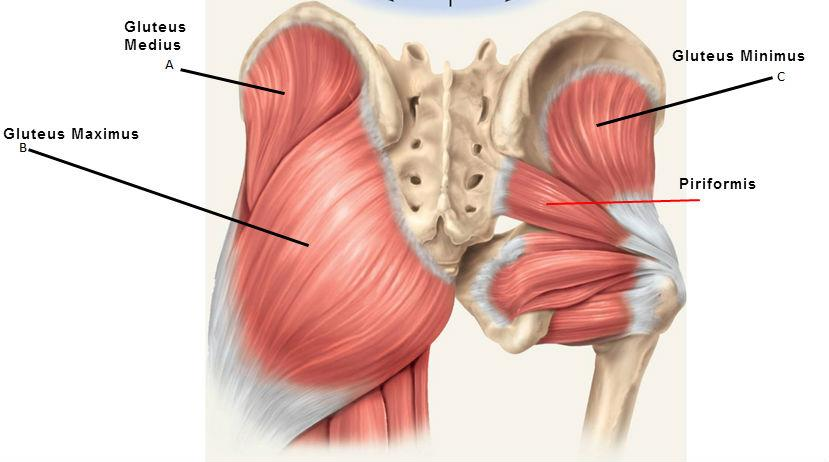 Gluteus
Medius
A
Gluteus Minimus
C
Gluteus Maximus
B
Piriformis